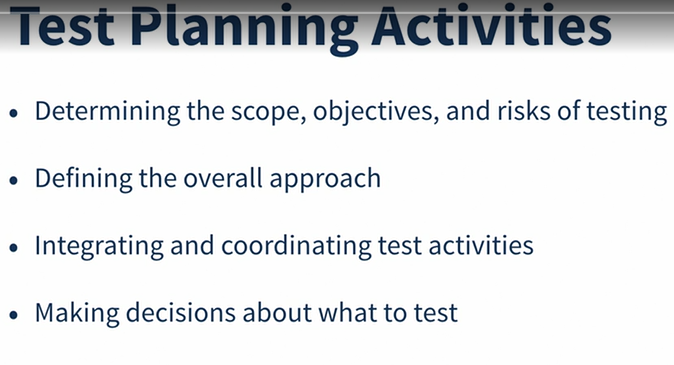 Test Planning Activities
• Determining the scope, objectives, and risks of testing
• Defining the overall approach
• Integrating and coordinating test activities
• Making decisions about what to test